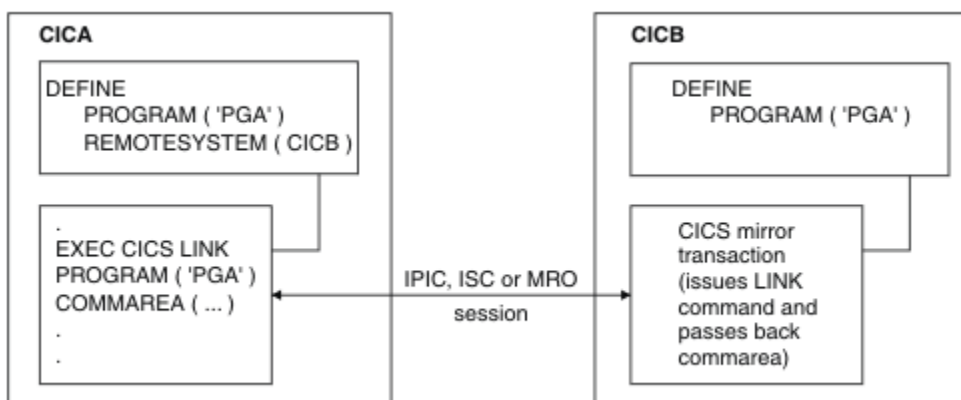 CICA
DEFINE
PROGRAM ( 'PGA' )
REMOTESYSTEM ( CICB )
.
EXEC CICS LINK
PROGRAM ( 'PGA' )
COMMAREA ( ... )
.
.
IPIC, ISC or MRO
session
CICB
DEFINE
PROGRAM ( 'PGA' )
CICS mirror
transaction
(issues LINK
command and
passes back
commarea)